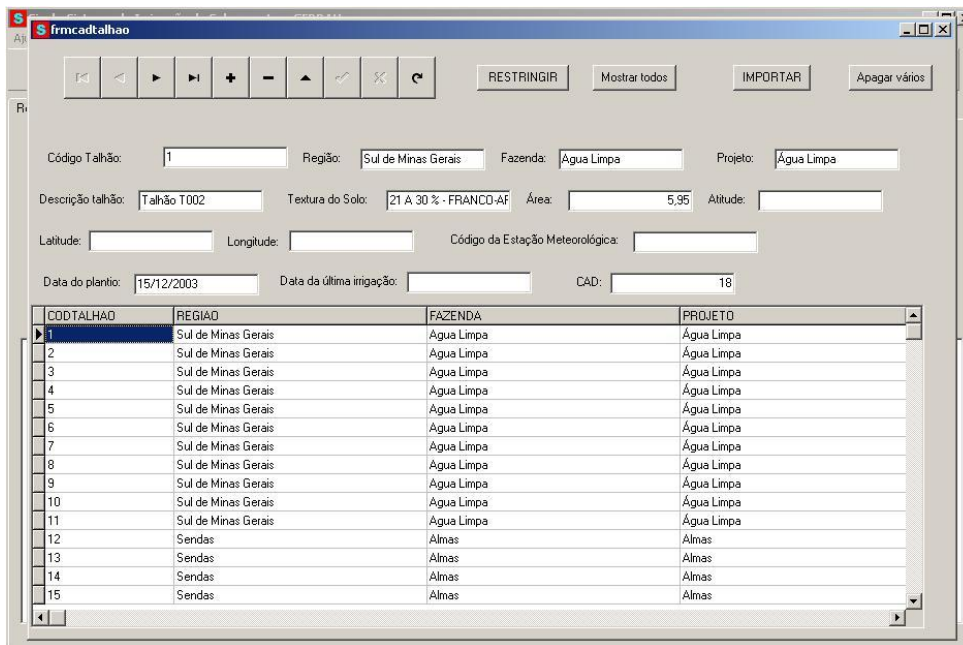 frmcadtalhao
RESTRINGIR Mostrar todos IMPORTAR Apagar vários
Código Talhão: 1 Região: Sul de Minas Gerais Fazenda: Agua Limpa Projeto: Água Limpa
Descrição talhão: Talhão T002 Textura do Solo: 21 A 30 % - FRANCO-AF Área: 5,95 Atitude:
Latitude: Longitude: Código da Estação Meteorológica:
Data do plantio: 15/12/2003 Data da última irrigação: CAD: 18
CODTALHAO REGIAO FAZENDA PROJETO
1 Sul de Minas Gerais Agua Limpa Água Limpa
2 Sul de Minas Gerais Agua Limpa Água Limpa
3 Sul de Minas Gerais Agua Limpa Água Limpa
4 Sul de Minas Gerais Agua Limpa Água Limpa
5 Sul de Minas Gerais Agua Limpa Água Limpa
6 Sul de Minas Gerais Agua Limpa Água Limpa
7 Sul de Minas Gerais Agua Limpa Água Limpa
8 Sul de Minas Gerais Agua Limpa Água Limpa
9 Sul de Minas Gerais Agua Limpa Água Limpa
10 Sul de Minas Gerais Agua Limpa Água Limpa
11 Sul de Minas Gerais Agua Limpa Água Limpa
12 Sendas Almas Almas
13 Sendas Almas Almas
14 Sendas Almas Almas
15 Sendas Almas Almas